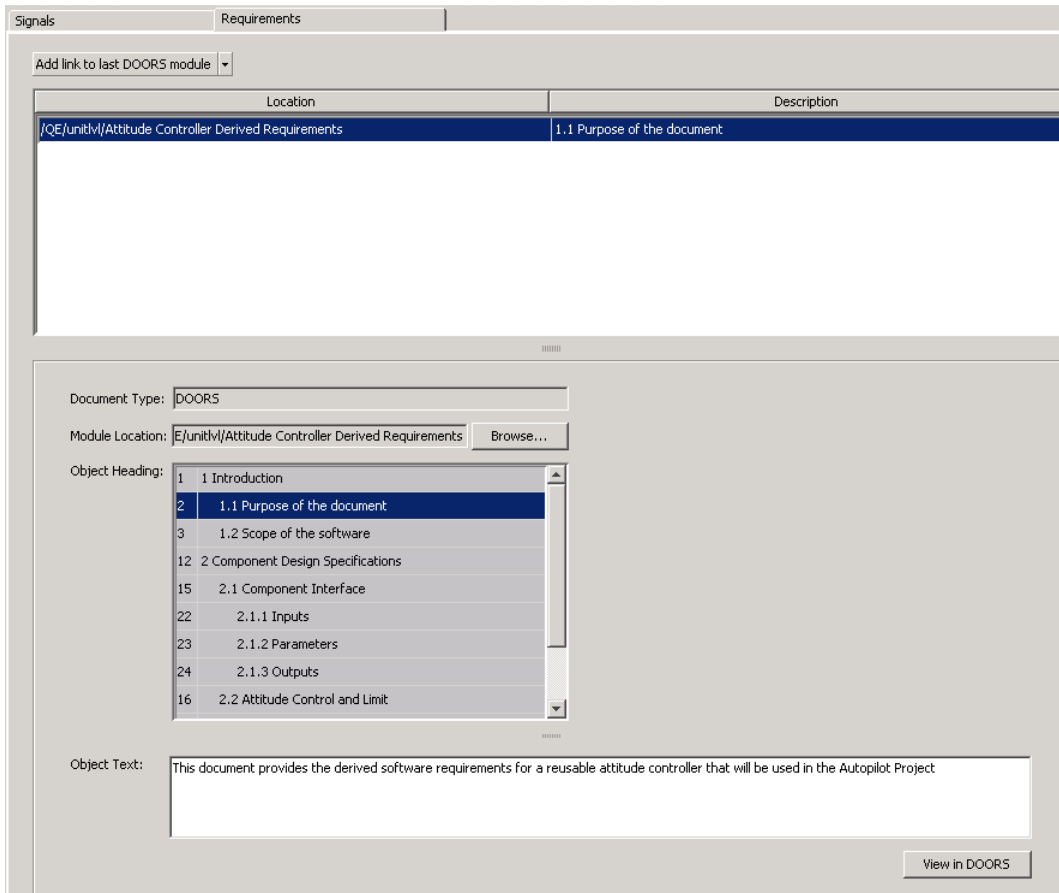 Signals Requirements
Add link to last DOORS module
Location Description
/QE/unitlvl/Attitude Controller Derived Requirements 1.1 Purpose of the document
Document Type: DOORS
Module Location: E/unitlvl/Attitude Controller Derived Requirements Browse...
Object Heading:
1 1 Introduction
2 1.1 Purpose of the document
3 1.2 Scope of the software
12 2 Component Design Specifications
15 2.1 Component Interface
22 2.1.1 Inputs
23 2.1.2 Parameters
24 2.1.3 Outputs
16 2.2 Attitude Control and Limit
Object Text: This document provides the derived software requirements for a reusable attitude controller that will be used in the Autopilot Project
View in DOORS